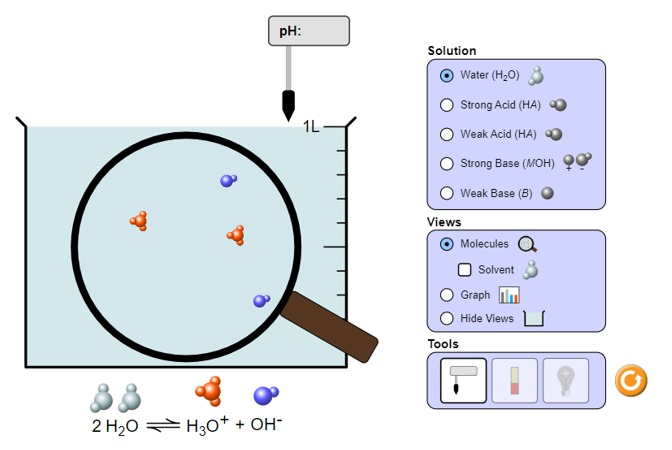 pH:
1L
2 H₂O ⇌ H₃O⁺ + OH⁻
Solution
Water (H₂O)
Strong Acid (HA)
Weak Acid (HA)
Strong Base (MOH)
+ -
Weak Base (B)
Views
Molecules
Solvent
Graph
Hide Views
Tools